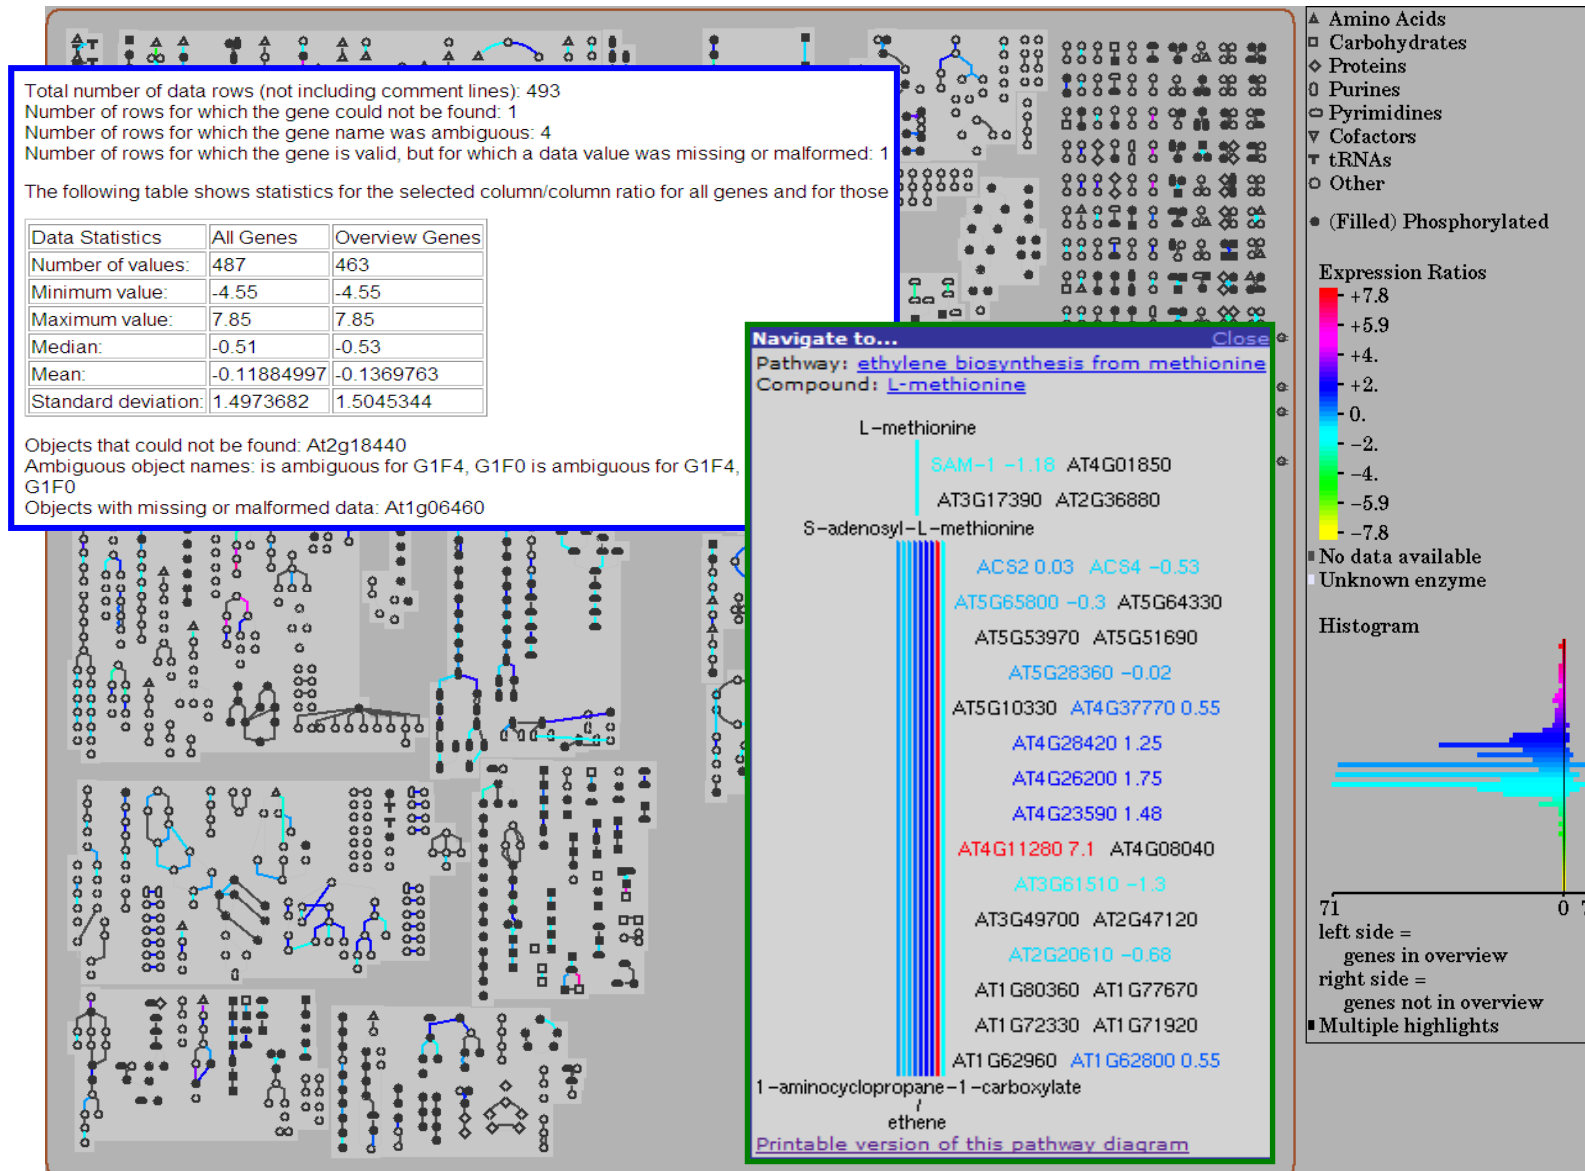 Total number of data rows (not including comment lines): 493
Number of rows for which the gene could not be found: 1
Number of rows for which the gene name was ambiguous: 4
Number of rows for which the gene is valid, but for which a data value was missing or malformed: 1
The following table shows statistics for the selected column/column ratio for all genes and for those
Data Statistics All Genes Overview Genes
Number of values: 487 463
Minimum value: -4.55 -4.55
Maximum value: 7.85 7.85
Median: -0.51 -0.53
Mean: -0.11884997 -0.1369763
Standard deviation: 1.4973682 1.5045344
Objects that could not be found: At2g18440
Ambiguous object names: is ambiguous for G1F4, G1F0 is ambiguous for G1F4,
G1F0
Objects with missing or malformed data: At1g06460
Navigate to... Close
Pathway: ethylene biosynthesis from methionine
Compound: L-methionine
L-methionine
SAM-1 -1.18 AT4G01850
AT3G17390 AT2G36880
S-adenosyl-L-methionine
ACS2 0.03 ACS4 -0.53
AT5G65800 -0.3 AT5G64330
AT5G53970 AT5G51690
AT5G28360 -0.02
AT5G10330 AT4G37770 0.55
AT4G28420 1.25
AT4G26200 1.75
AT4G23590 1.48
AT4G11280 7.1 AT4G08040
AT3G61510 -1.3
AT3G49700 AT2G47120
AT2G20610 -0.68
AT1G80360 AT1G77670
AT1G72330 AT1G71920
AT1G62960 AT1G62800 0.55
1-aminocyclopropane-1-carboxylate
ethene
Printable version of this pathway diagram
Amino Acids
Carbohydrates
Proteins
Purines
Pyrimidines
Cofactors
tRNAs
Other
(Filled) Phosphorylated
Expression Ratios
+7.8
+5.9
+4.
+2.
0.
-2.
-4.
-5.9
-7.8
No data available
Unknown enzyme
Histogram
71 0
left side =
genes in overview
right side =
genes not in overview
Multiple highlights